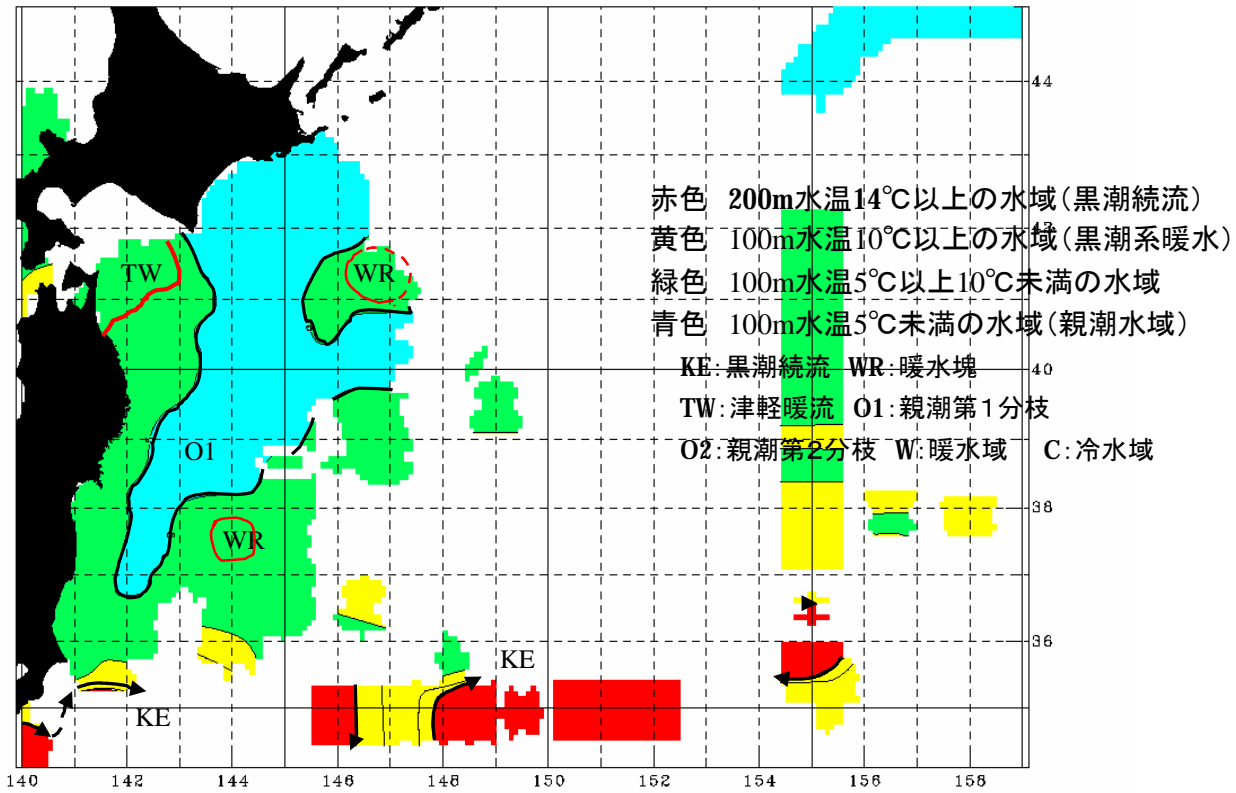 44
赤色 200m水温14℃以上の水域(黒潮続流)
42
黄色 100m水温10℃以上の水域(黒潮系暖水)
TW
WR
緑色 100m水温5℃以上10℃未満の水域
青色 100m水温5℃未満の水域(親潮水域)
KE:黒潮続流 WR:暖水塊
40
TW:津軽暖流 O1:親潮第1分枝
O1
O2:親潮第2分枝 W:暖水域 C:冷水域
38
WR
36
KE
KE
140 142 144 146 148 150 152 154 156 158